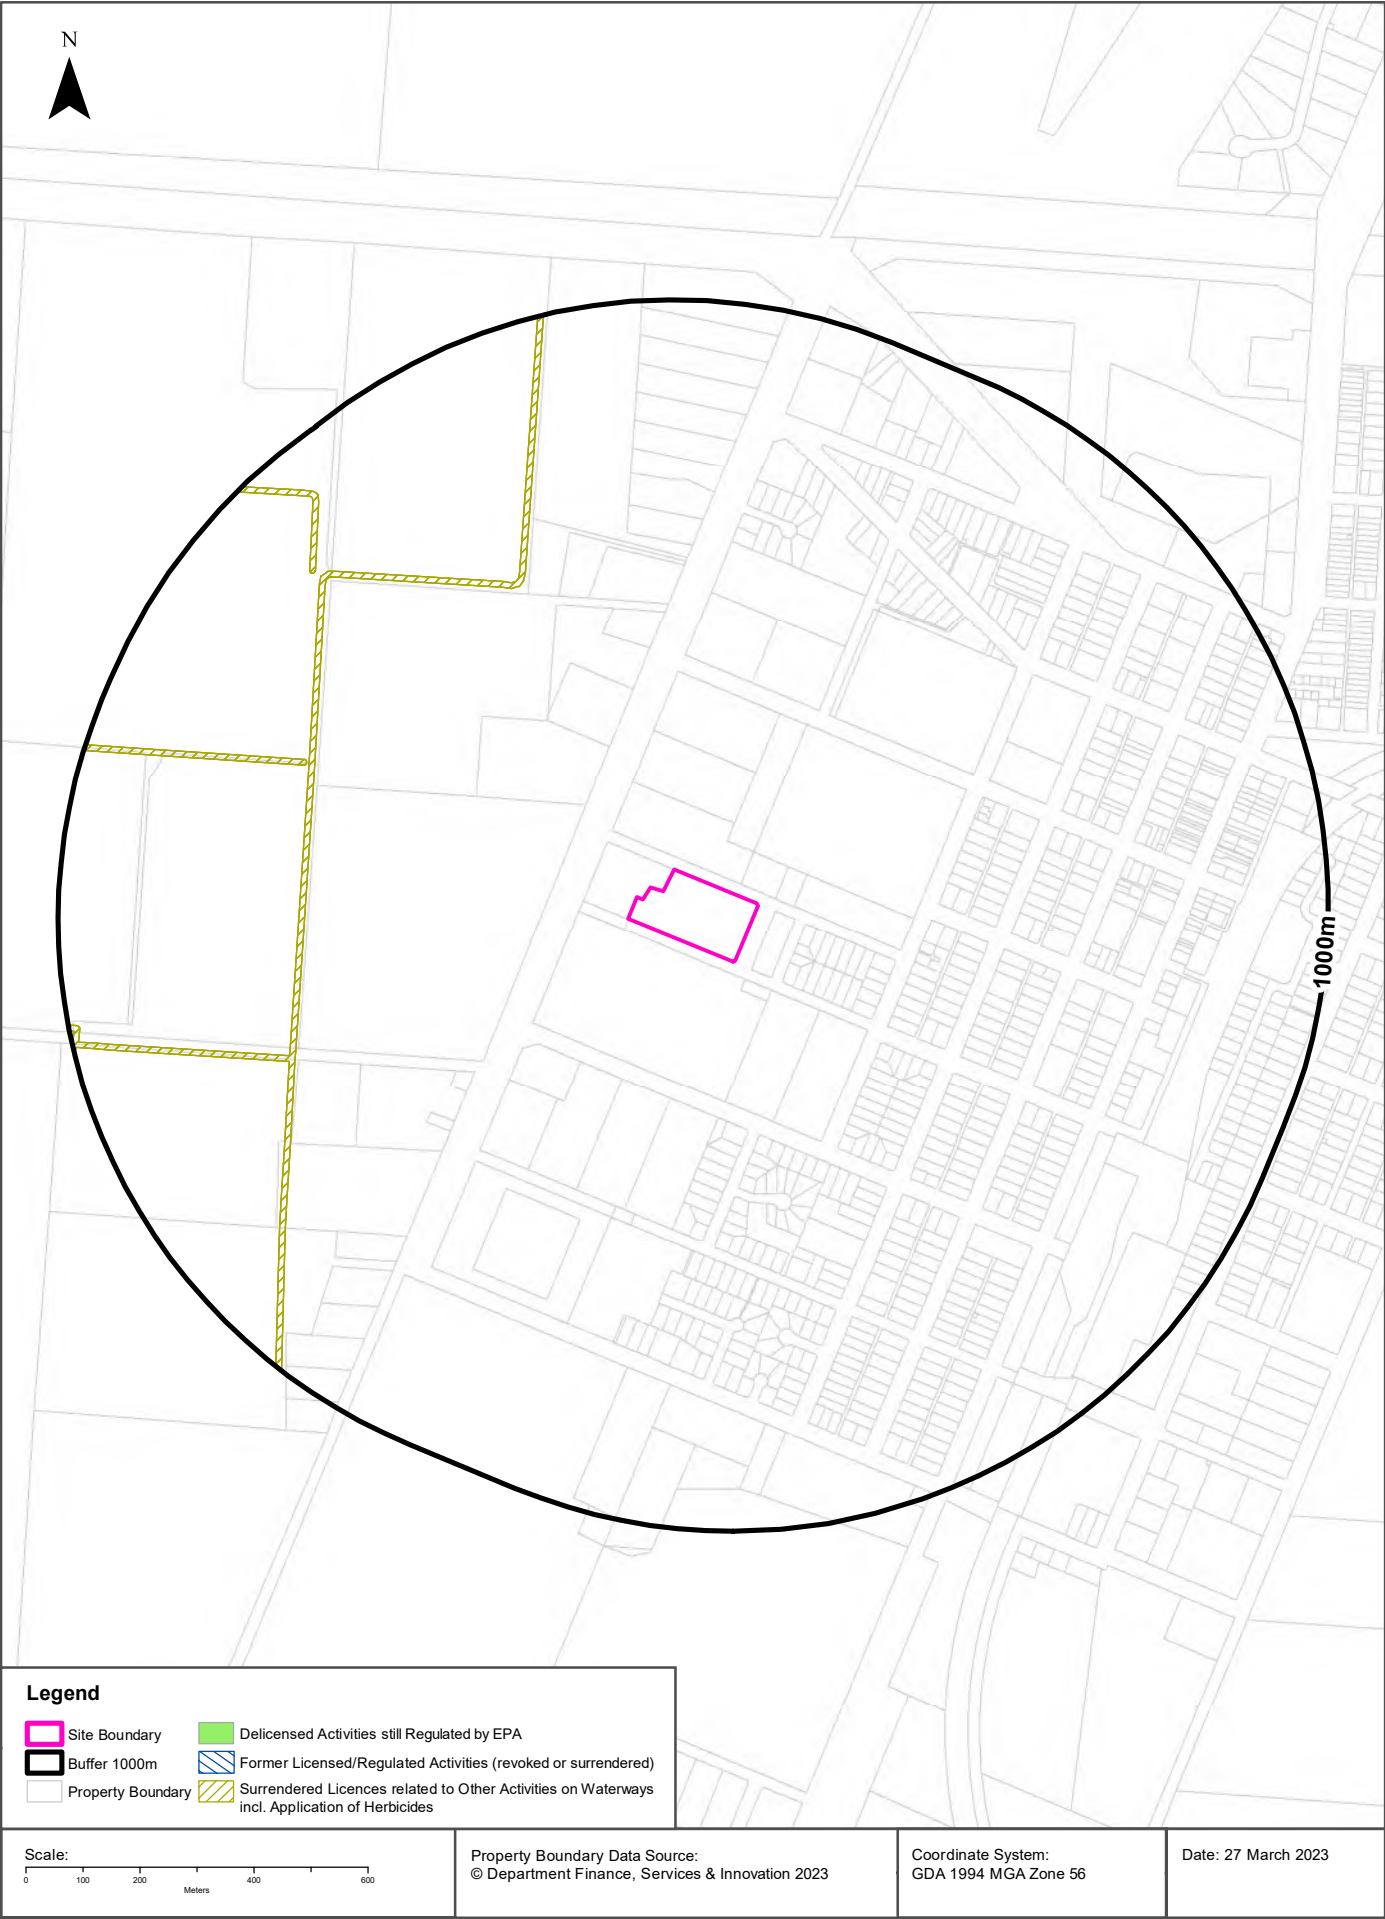 N
1000m
Legend
Site Boundary
Buffer 1000m
Property Boundary
Delicensed Activities still Regulated by EPA
Former Licensed/Regulated Activities (revoked or surrendered)
Surrendered Licences related to Other Activities on Waterways
incl. Application of Herbicides
Scale:
0 100 200 400 600
Meters
Property Boundary Data Source:
© Department Finance, Services & Innovation 2023
Coordinate System:
GDA 1994 MGA Zone 56
Date: 27 March 2023